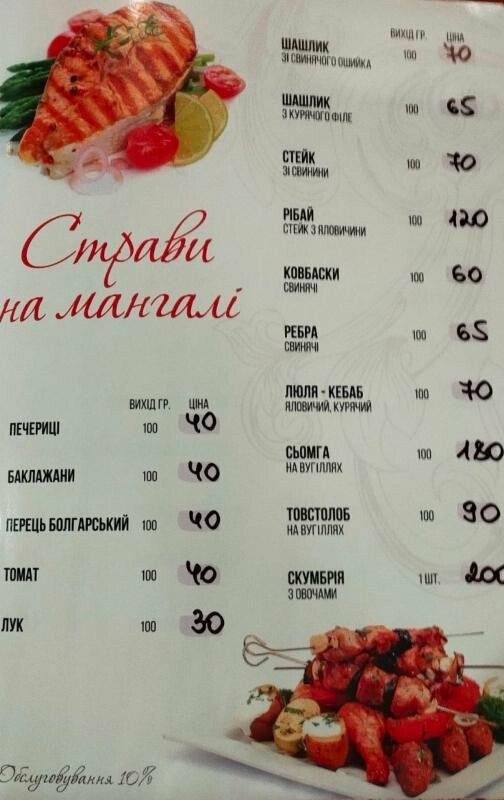 Страви
на мангалі
ВИХІД ГР. ЦІНА
ПЕЧЕРИЦІ 100 40
БАКЛАЖАНИ 100 40
ПЕРЕЦЬ БОЛГАРСЬКИЙ 100 40
ТОМАТ 100 40
ЛУК 100 30
Обслуговування 10%
ВИХІД ГР. ЦІНА
ШАШЛИК 100 70
ЗІ СВИНЯЧОГО ОШИЙКА
ШАШЛИК 100 65
З КУРЯЧОГО ФІЛЕ
СТЕЙК 100 70
ЗІ СВИНИНИ
РІБАЙ 100 120
СТЕЙК З ЯЛОВИЧИНИ
КОВБАСКИ 100 60
СВИНЯЧІ
РЕБРА 100 65
СВИНЯЧІ
ЛЮЛЯ - КЕБАБ 100 70
ЯЛОВИЧИЙ, КУРЯЧИЙ
СЬОМГА 100 180
НА ВУГІЛЛЯХ
ТОВСТОЛОБ 100 90
НА ВУГІЛЛЯХ
СКУМБРІЯ 1 ШТ. 200
З ОВОЧАМИ